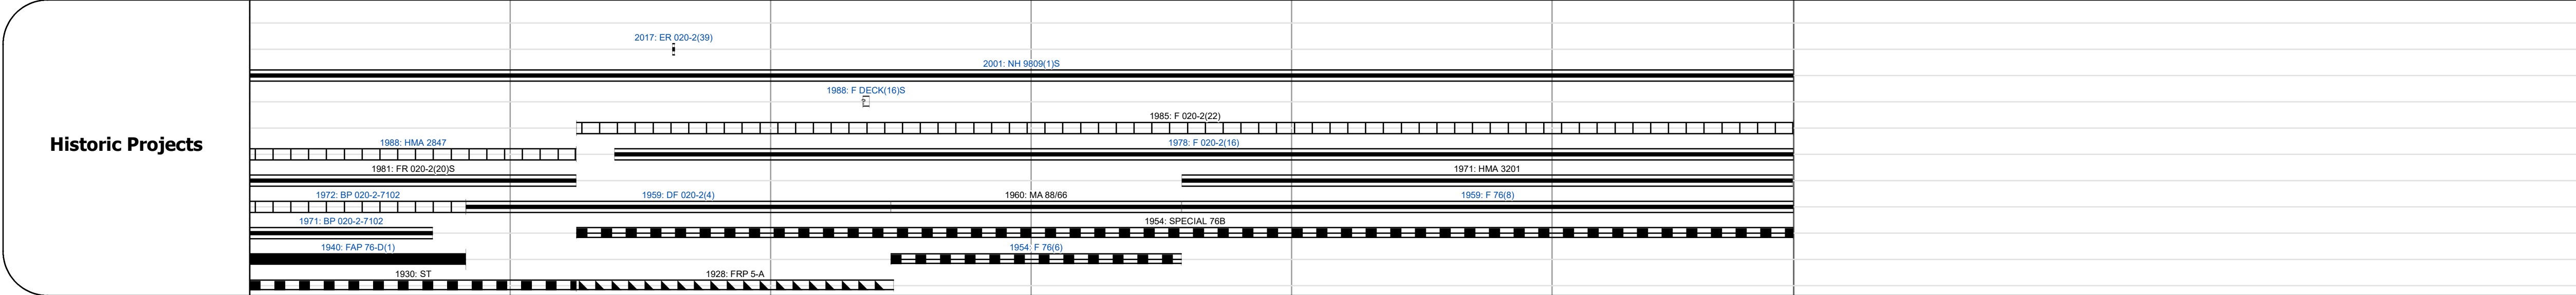 Historic Projects
2017: ER 020-2(39)
2001: NH 9809(1)S
1988: F DECK(16)S
1985: F 020-2(22)
1988: HMA 2847
1978: F 020-2(16)
1981: FR 020-2(20)S
1971: HMA 3201
1972: BP 020-2-7102
1959: DF 020-2(4)
1960: MA 88/66
1959: F 76(8)
1971: BP 020-2-7102
1954: SPECIAL 76B
1940: FAP 76-D(1)
1954: F 76(6)
1930: ST
1928: FRP 5-A